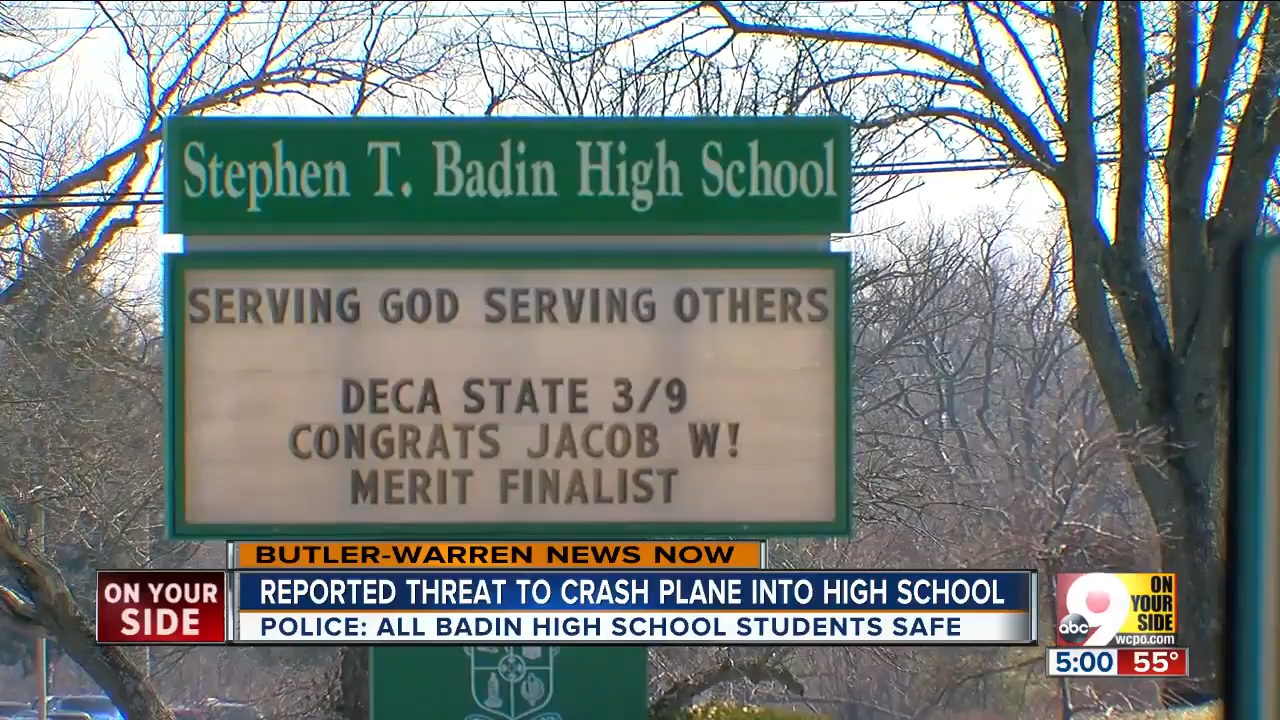 Stephen T. Badin High School
SERVING GOD SERVING OTHERS
DECA STATE 3/9
CONGRATS JACOB W!
MERIT FINALIST
BUTLER-WARREN NEWS NOW
ON YOUR
SIDE
REPORTED THREAT TO CRASH PLANE INTO HIGH SCHOOL
POLICE: ALL BADIN HIGH SCHOOL STUDENTS SAFE
abc 9
ON
YOUR
SIDE
wcpo.com
5:00 55°